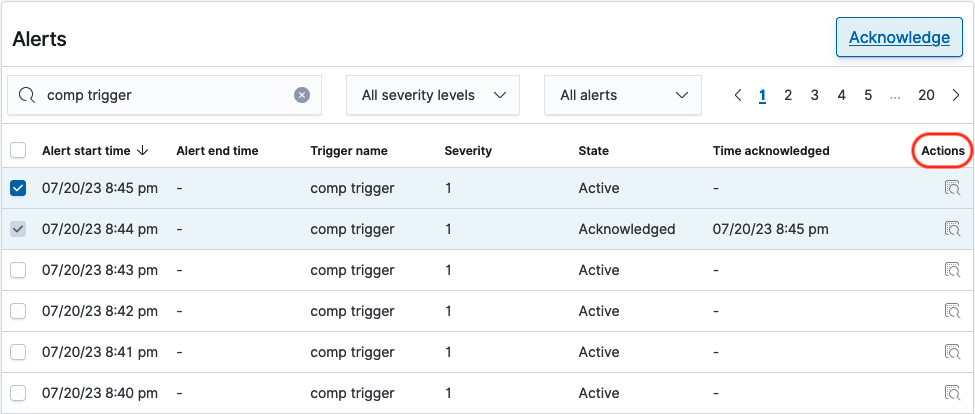 Alerts Acknowledge
comp trigger All severity levels All alerts 1 2 3 4 5 ... 20
Alert start time Alert end time Trigger name Severity State Time acknowledged Actions
07/20/23 8:45 pm - comp trigger 1 Active -
07/20/23 8:44 pm - comp trigger 1 Acknowledged 07/20/23 8:45 pm
07/20/23 8:43 pm - comp trigger 1 Active -
07/20/23 8:42 pm - comp trigger 1 Active -
07/20/23 8:41 pm - comp trigger 1 Active -
07/20/23 8:40 pm - comp trigger 1 Active -